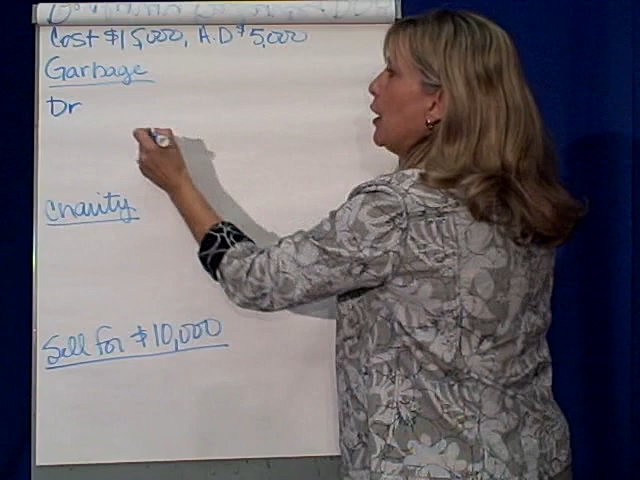 Cost $15,000, A.D $5,000
Garbage
Dr
Charity
Sell for $10,000